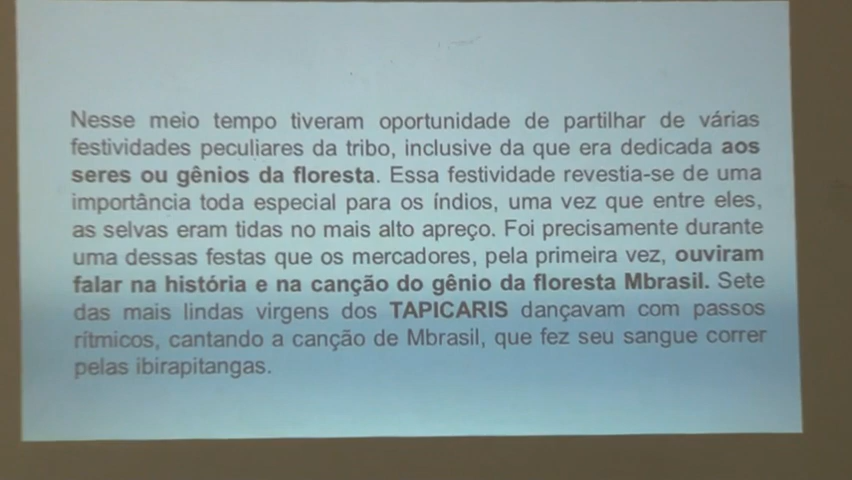 Nesse meio tempo tiveram oportunidade de partilhar de várias
festividades peculiares da tribo, inclusive da que era dedicada aos
seres ou gênios da floresta. Essa festividade revestia-se de uma
importância toda especial para os índios, uma vez que entre eles,
as selvas eram tidas no mais alto apreço. Foi precisamente durante
uma dessas festas que os mercadores, pela primeira vez, ouviram
falar na história e na canção do gênio da floresta Mbrasil. Sete
das mais lindas virgens dos TAPICARIS dançavam com passos
rítmicos, cantando a canção de Mbrasil, que fez seu sangue correr
pelas ibirapitangas.